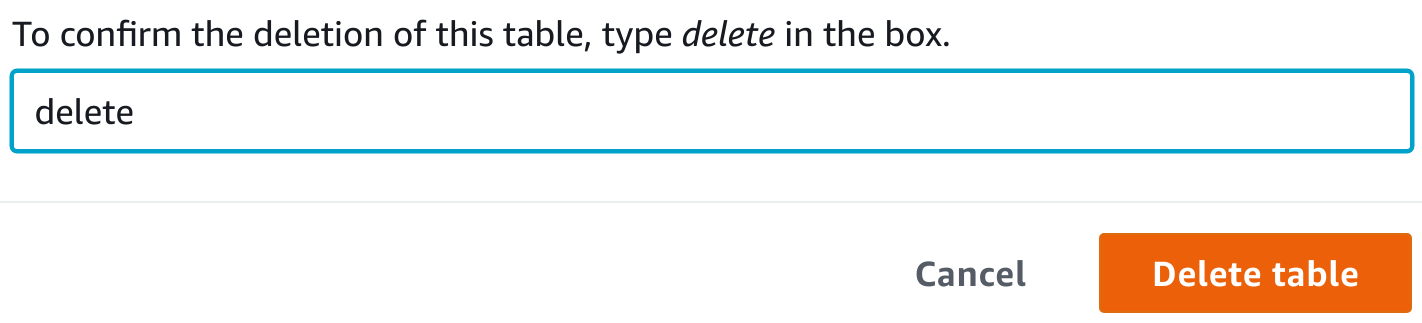 To confirm the deletion of this table, type delete in the box.
delete
Cancel
Delete table